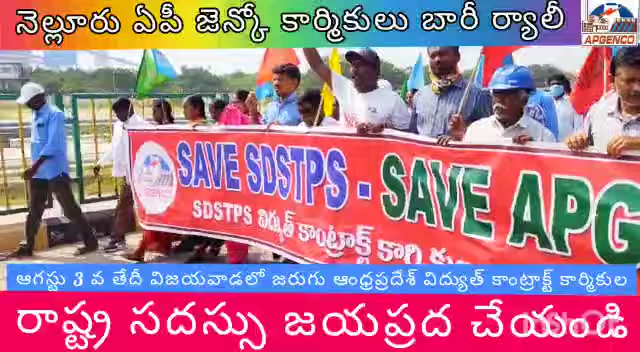 నెల్లూరు ఏపీ జెన్కో కార్మికులు బారీ ర్యాలీ
APGENCO
SAVE SDSTPS - SAVE APG
SDSTPS విద్యుత్ కాంట్రాక్ట్
ఆగస్టు 3 వ తేదీ విజయవాడలో జరుగు ఆంధ్రప్రదేశ్ విద్యుత్ కాంట్రాక్ట్ కార్మికుల
రాష్ట్ర సదస్సు జయప్రద చేయండి